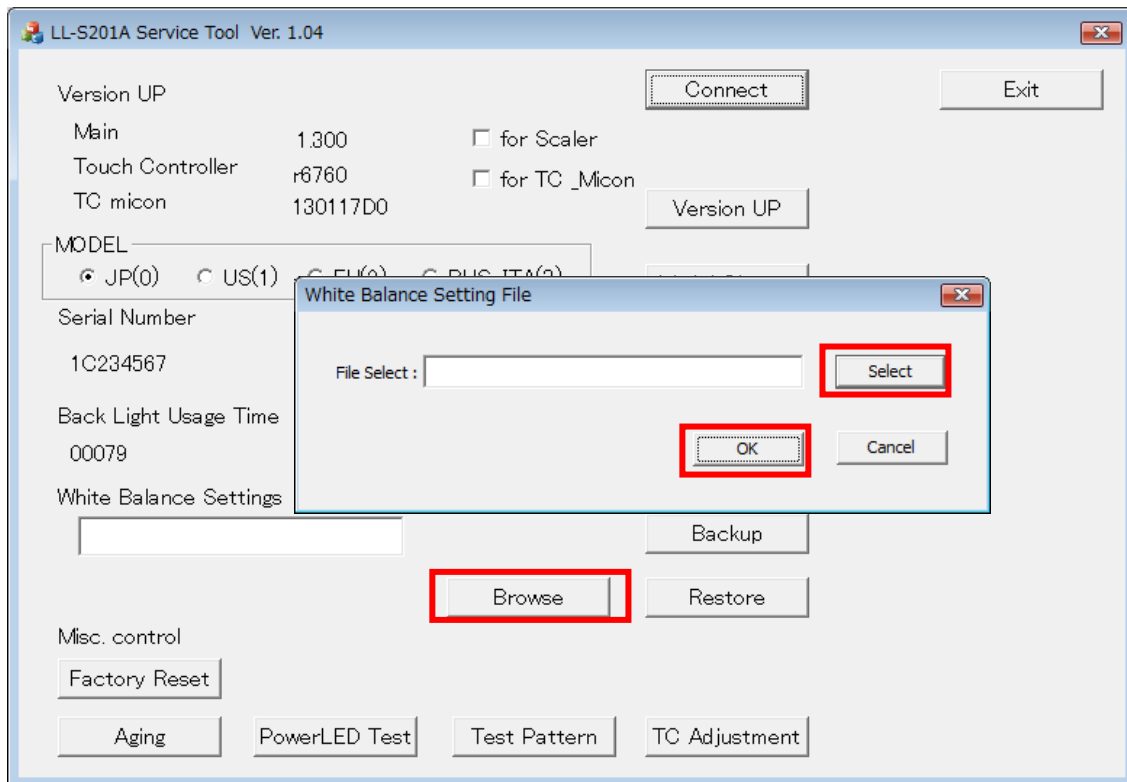 LL-S201A Service Tool Ver. 1.04
Version UP
Connect
Exit
Main 1.300
for Scaler
Touch Controller r6760
for TC _Micon
TC micon 130117D0
Version UP
MODEL
JP(0) US(1)
Serial Number
1C234567
White Balance Setting File
File Select :
Select
OK
Cancel
Back Light Usage Time
00079
White Balance Settings
Backup
Browse
Restore
Misc. control
Factory Reset
Aging
PowerLED Test
Test Pattern
TC Adjustment